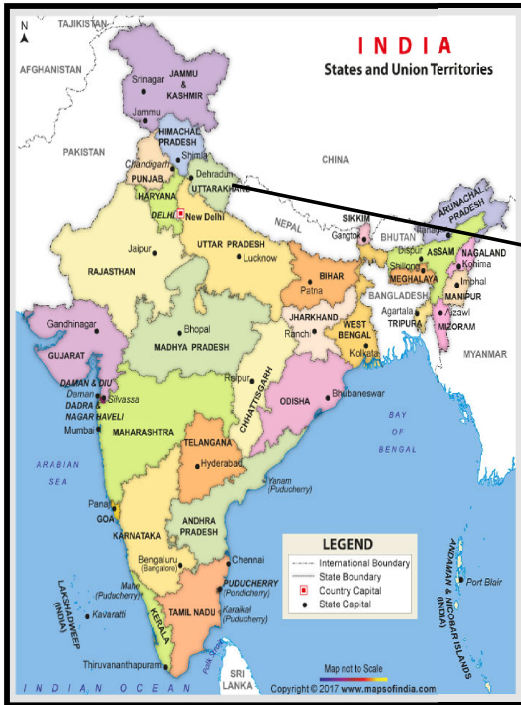 TAJIKISTAN
N
INDIA
States and Union Territories
AFGHANISTAN
JAMMU
&
KASHMIR
Srinagar
Jammu
HIMACHAL
PRADESH
Shimla
PAKISTAN
Chandigarh
PUNJAB
Dehradun
UTTARAKHAND
CHINA
HARYANA
DELHI
New Delhi
ARUNACHAL
PRADESH
SIKKIM
Gangtok
NEPAL
BHUTAN
Itanagar
Dispur
ASSAM
NAGALAND
Kohima
Jaipur
RAJASTHAN
UTTAR PRADESH
Lucknow
BIHAR
Patna
Shillong
MEGHALAYA
Imphal
MANIPUR
BANGLADESH
Agartala
TRIPURA
Aizawl
MIZORAM
MYANMAR
Gandhinagar
GUJARAT
Bhopal
MADHYA PRADESH
JHARKHAND
Ranchi
WEST
BENGAL
Kolkata
DAMAN & DIU
Daman
Silvassa
DADRA &
NAGAR HAVELI
Mumbai
MAHARASHTRA
Raipur
CHHATTISGARH
ODISHA
Bhubaneswar
ARABIAN
SEA
TELANGANA
Hyderabad
BAY
OF
BENGAL
Yanam
(Puducherry)
Panaji
GOA
KARNATAKA
ANDHRA
PRADESH
Bengaluru
(Bangalore)
Chennai
LEGEND
International Boundary
State Boundary
Country Capital
State Capital
ANDAMAN & NICOBAR ISLANDS
(INDIA)
Port Blair
LAKSHADWEEP
(INDIA)
Kavaratti
Mahe
(Puducherry)
PUDUCHERRY
(Pondicherry)
KERALA
TAMIL NADU
Karaikal
(Puducherry)
Thiruvananthapuram
Palk Strait
SRI
LANKA
INDIAN OCEAN
Map not to Scale
Copyright © 2017 www.mapsofindia.com